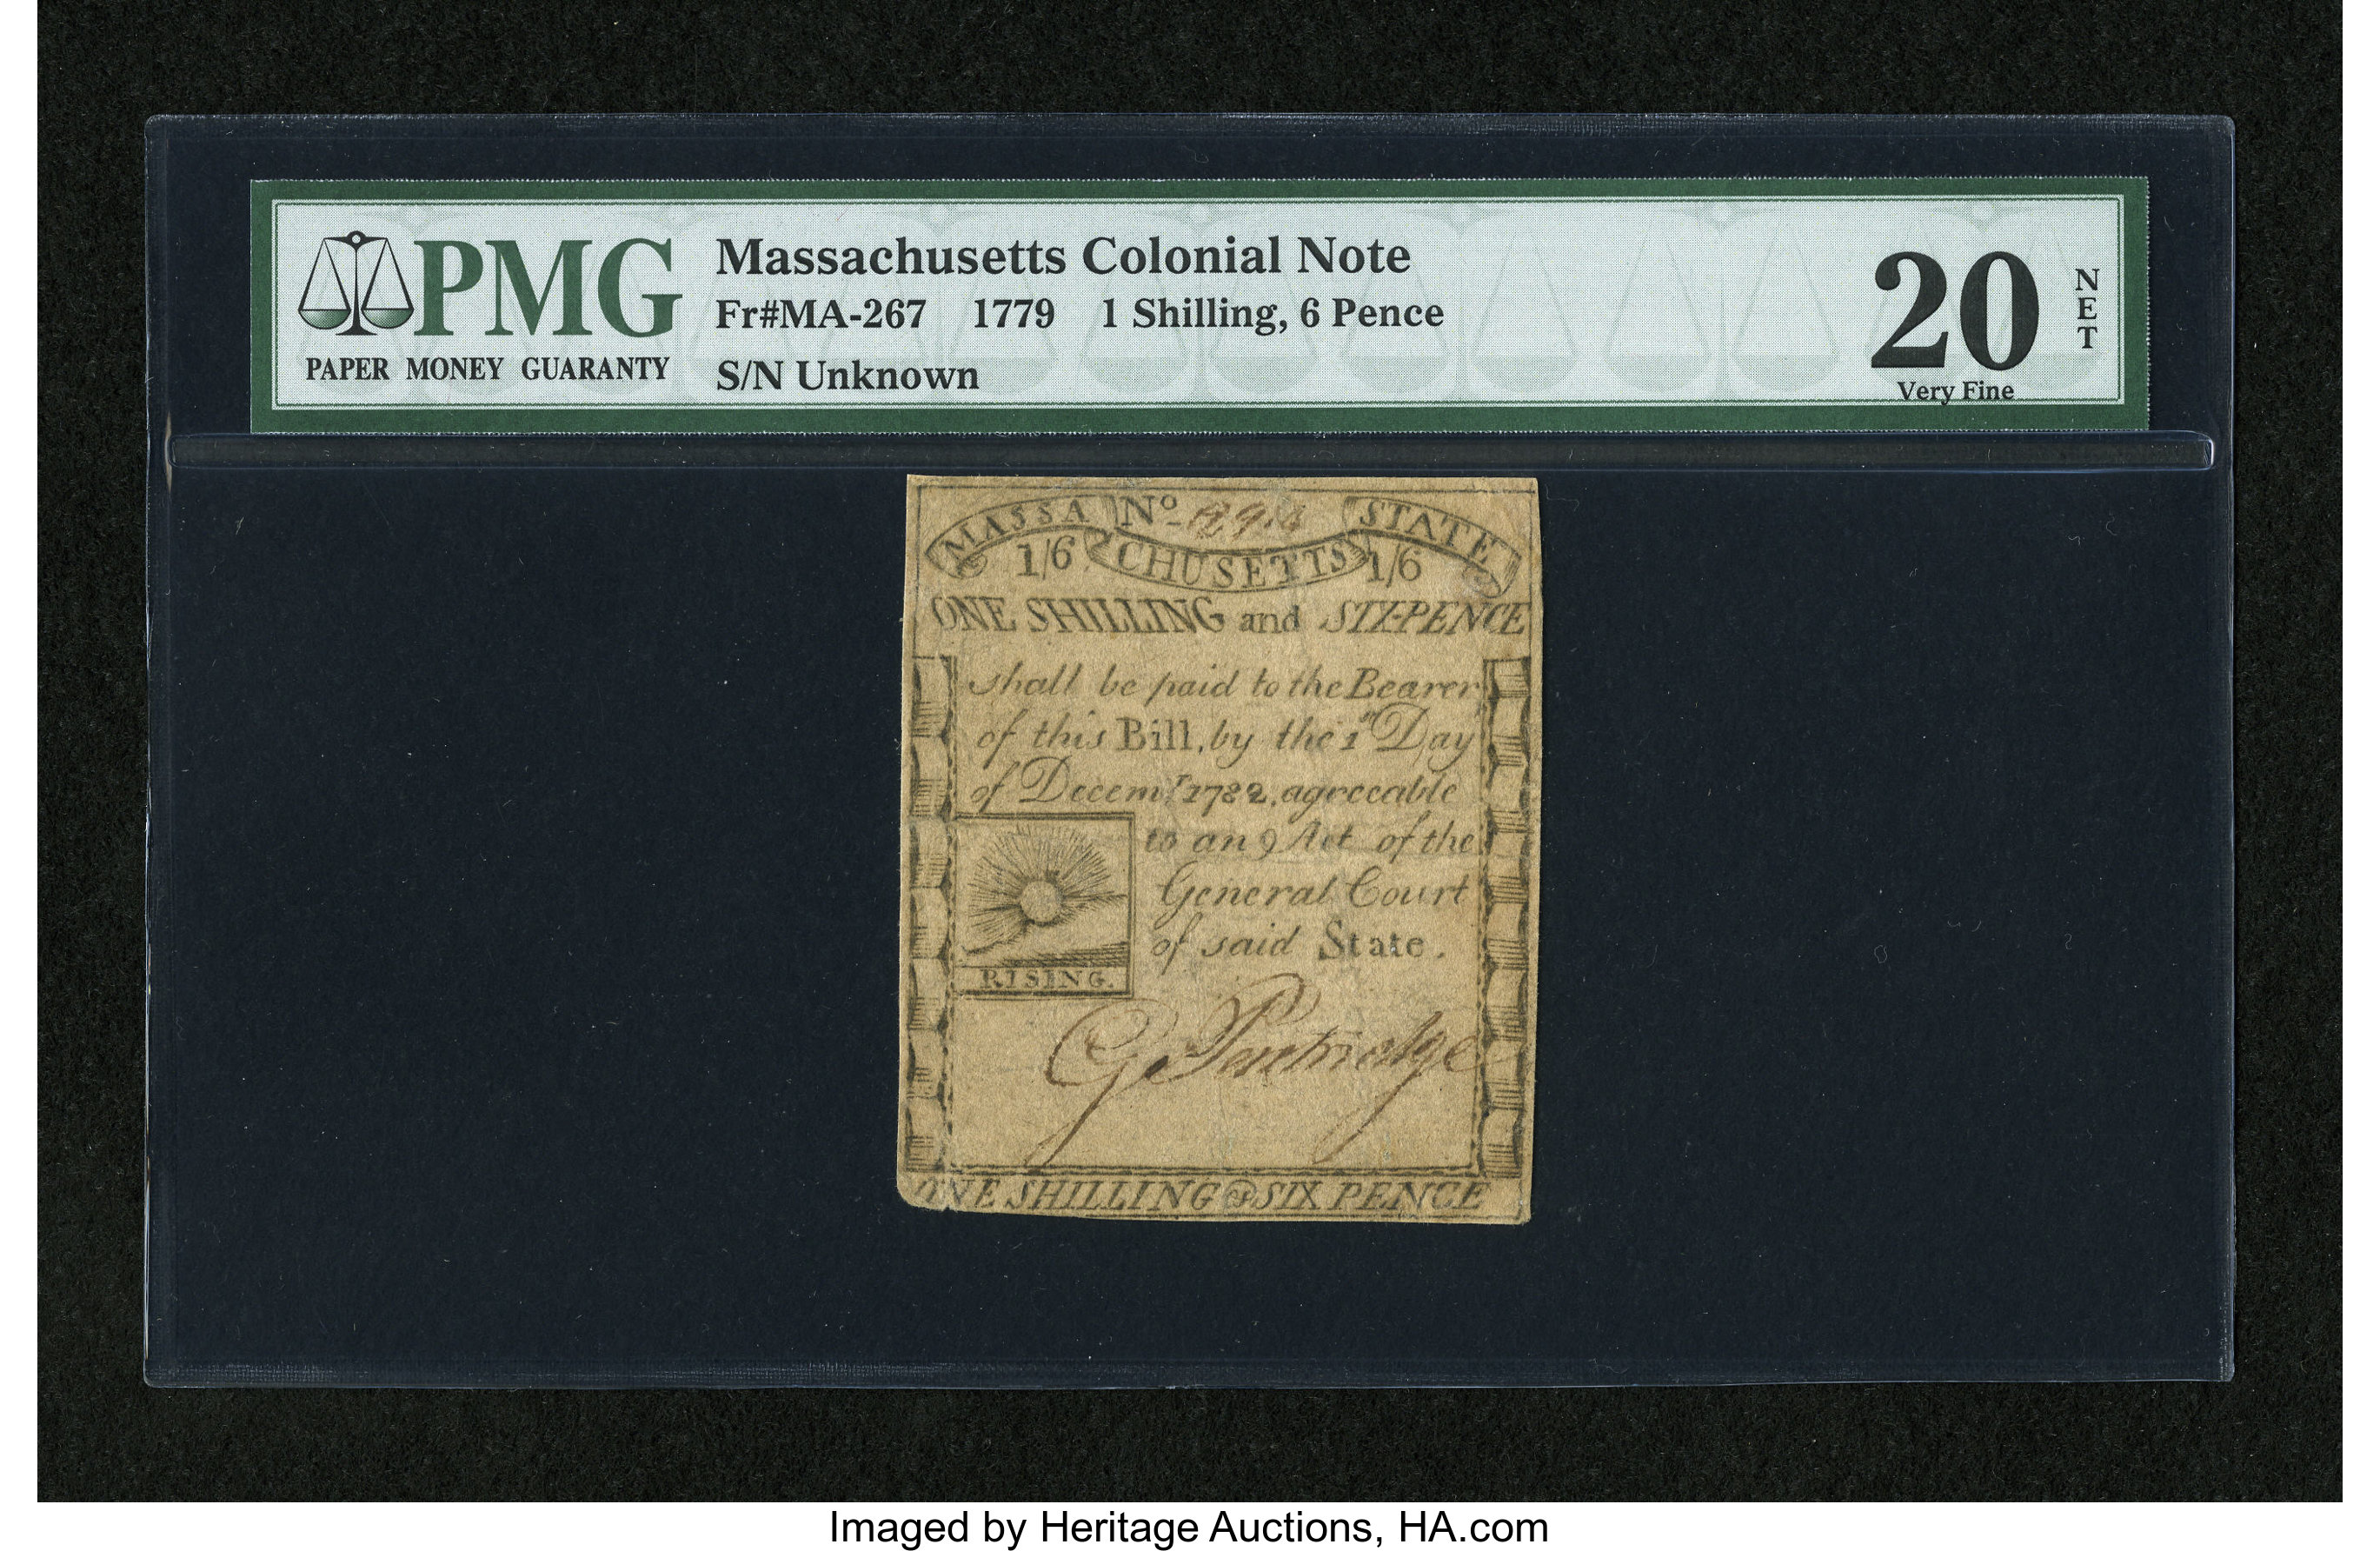 PMG
PAPER MONEY GUARANTY
Massachusetts Colonial Note
Fr#MA-267 1779 1 Shilling, 6 Pence
S/N Unknown
20
NET
Very Fine
MASSA No STATE
1/6 CHUSETTS 1/6
ONE SHILLING and SIX-PENCE
shall be paid to the Bearer
of this Bill, by the 1st Day
of Decemr 1782, agreeable
to an Act of the
General Court
of said State.
RISING.
G Partridge
ONE SHILLING & SIX PENCE
Imaged by Heritage Auctions, HA.com